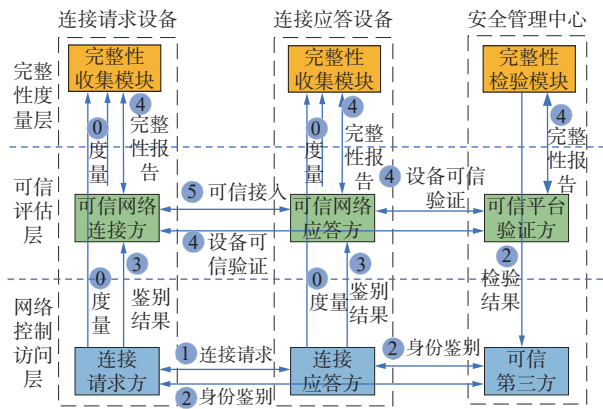 连接请求设备
连接应答设备
安全管理中心
完整性
收集模块
完整性
收集模块
完整性
检验模块
完整
性度
量层
0
度
量
4
完
整
性
报
告
0
度
量
4
完
整
性
报
告
4
完
整
性
报
告
可信
评估
层
可信网络
连接方
5 可信接入
可信网络
应答方
4 设备可信
验证
可信平台
验证方
4 设备可
信验证
0
度
量
3
鉴别
结果
0
度量
3
鉴别
结果
2
检验
结果
网络
控制
访问
层
连接
请求方
1 连接请求
连接
应答方
2 身份鉴别
可信
第三方
2 身份鉴别